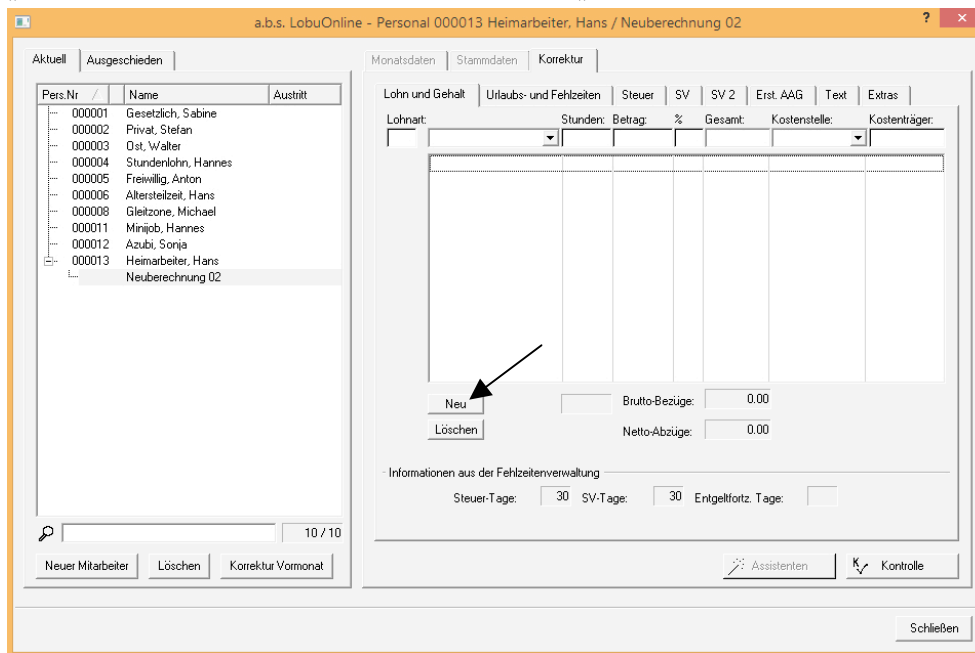 a.b.s. LobuOnline - Personal 000013 Heimarbeiter, Hans / Neuberechnung 02 ? ×
Aktuell Ausgeschieden
Pers.Nr / Name Austritt
000001 Gesetzlich, Sabine
000002 Privat, Stefan
000003 Ost, Walter
000004 Stundenlohn, Hannes
000005 Freiwillig, Anton
000006 Altersteilzeit, Hans
000008 Gleitzone, Michael
000011 Minijob, Hannes
000012 Azubi, Sonja
000013 Heimarbeiter, Hans
Neuberechnung 02
10 / 10
Neuer Mitarbeiter Löschen Korrektur Vormonat
Monatsdaten Stammdaten Korrektur
Lohn und Gehalt Urlaubs- und Fehlzeiten Steuer SV SV 2 Erst. AAG Text Extras
Lohnart: Stunden: Betrag: % Gesamt: Kostenstelle: Kostenträger:
Neu Brutto-Bezüge: 0.00
Löschen Netto-Abzüge: 0.00
Informationen aus der Fehlzeitenverwaltung
Steuer-Tage: 30 SV-Tage: 30 Entgeltfortz. Tage:
Assistenten K Kontrolle
Schließen